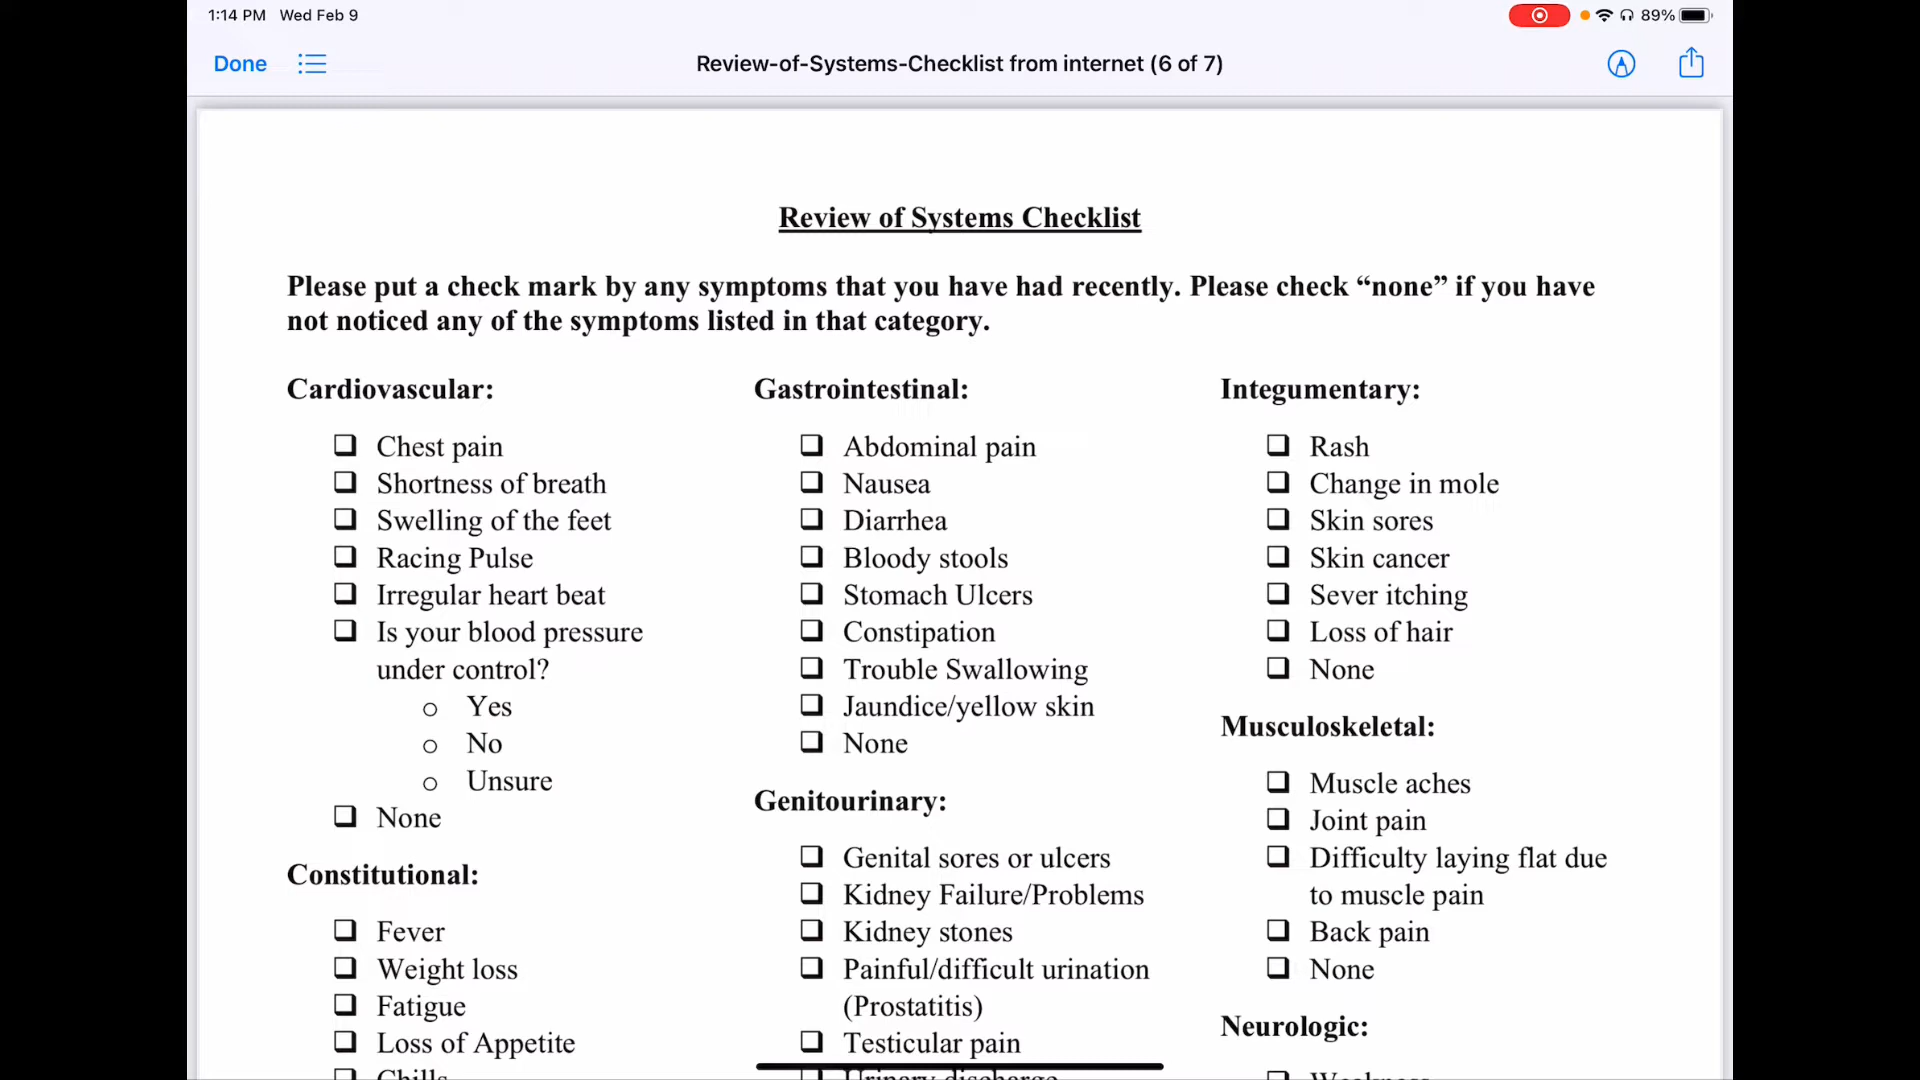 1:14 PM Wed Feb 9
89%
Done
Review-of-Systems-Checklist from internet (6 of 7)
Review of Systems Checklist
Please put a check mark by any symptoms that you have had recently. Please check “none” if you have
not noticed any of the symptoms listed in that category.
Cardiovascular:
Chest pain
Shortness of breath
Swelling of the feet
Racing Pulse
Irregular heart beat
Is your blood pressure
under control?
o Yes
o No
o Unsure
None
Constitutional:
Fever
Weight loss
Fatigue
Loss of Appetite
Chills
Gastrointestinal:
Abdominal pain
Nausea
Diarrhea
Bloody stools
Stomach Ulcers
Constipation
Trouble Swallowing
Jaundice/yellow skin
None
Genitourinary:
Genital sores or ulcers
Kidney Failure/Problems
Kidney stones
Painful/difficult urination
(Prostatitis)
Testicular pain
Urinary discharge
Integumentary:
Rash
Change in mole
Skin sores
Skin cancer
Sever itching
Loss of hair
None
Musculoskeletal:
Muscle aches
Joint pain
Difficulty laying flat due
to muscle pain
Back pain
None
Neurologic:
Weakness